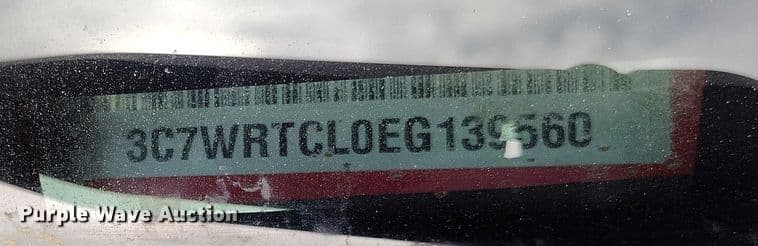 3C7WRTCL0EG139560
Purple Wave Auction